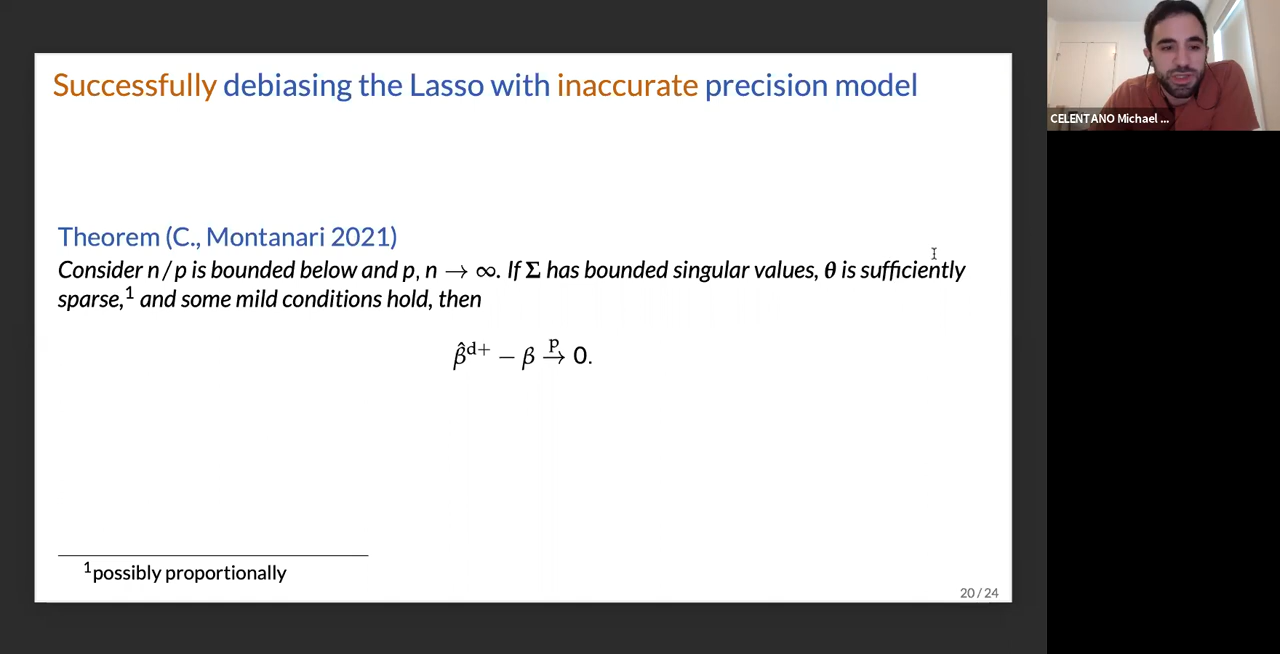 Successfully debiasing the Lasso with inaccurate precision model
CELENTANO Michael ...
Theorem (C., Montanari 2021)
Consider n/p is bounded below and p, n → ∞. If Σ has bounded singular values, θ is sufficiently
sparse,¹ and some mild conditions hold, then
β̂ᵈ⁺ − β →ᵖ 0.
¹possibly proportionally
20 / 24